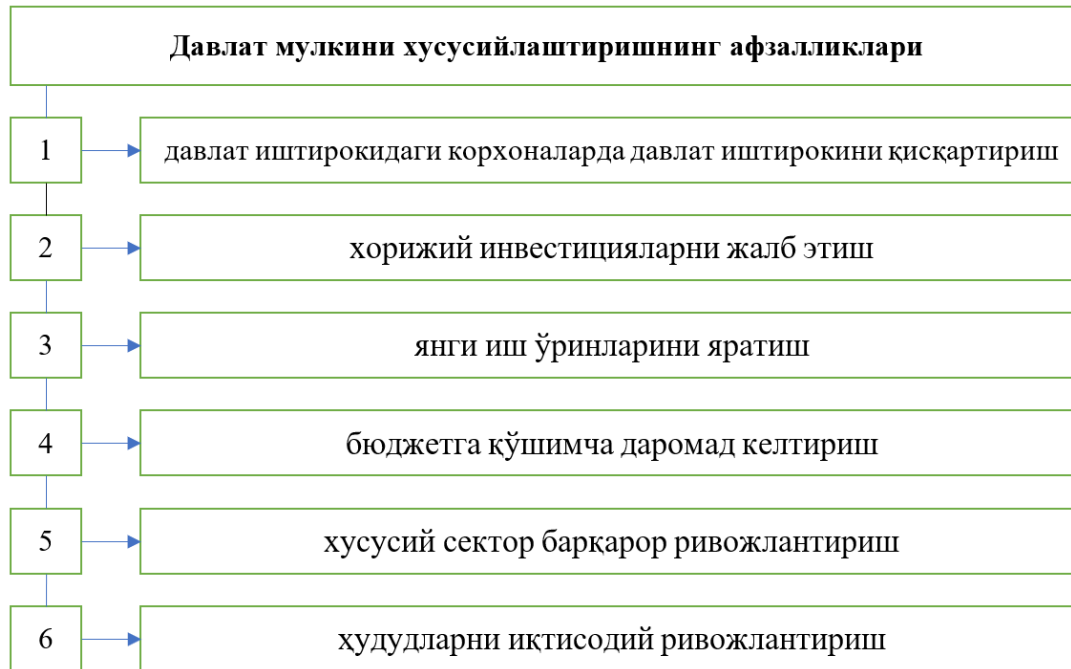 Давлат мулкини хусусийлаштиришнинг афзалликлари
1
давлат иштирокидаги корхоналарда давлат иштирокини қисқартириш
2
хорижий инвестицияларни жалб этиш
3
янги иш ўринларини яратиш
4
бюджетга қўшимча даромад келтириш
5
хусусий сектор барқарор ривожлантириш
6
ҳудудларни иқтисодий ривожлантириш